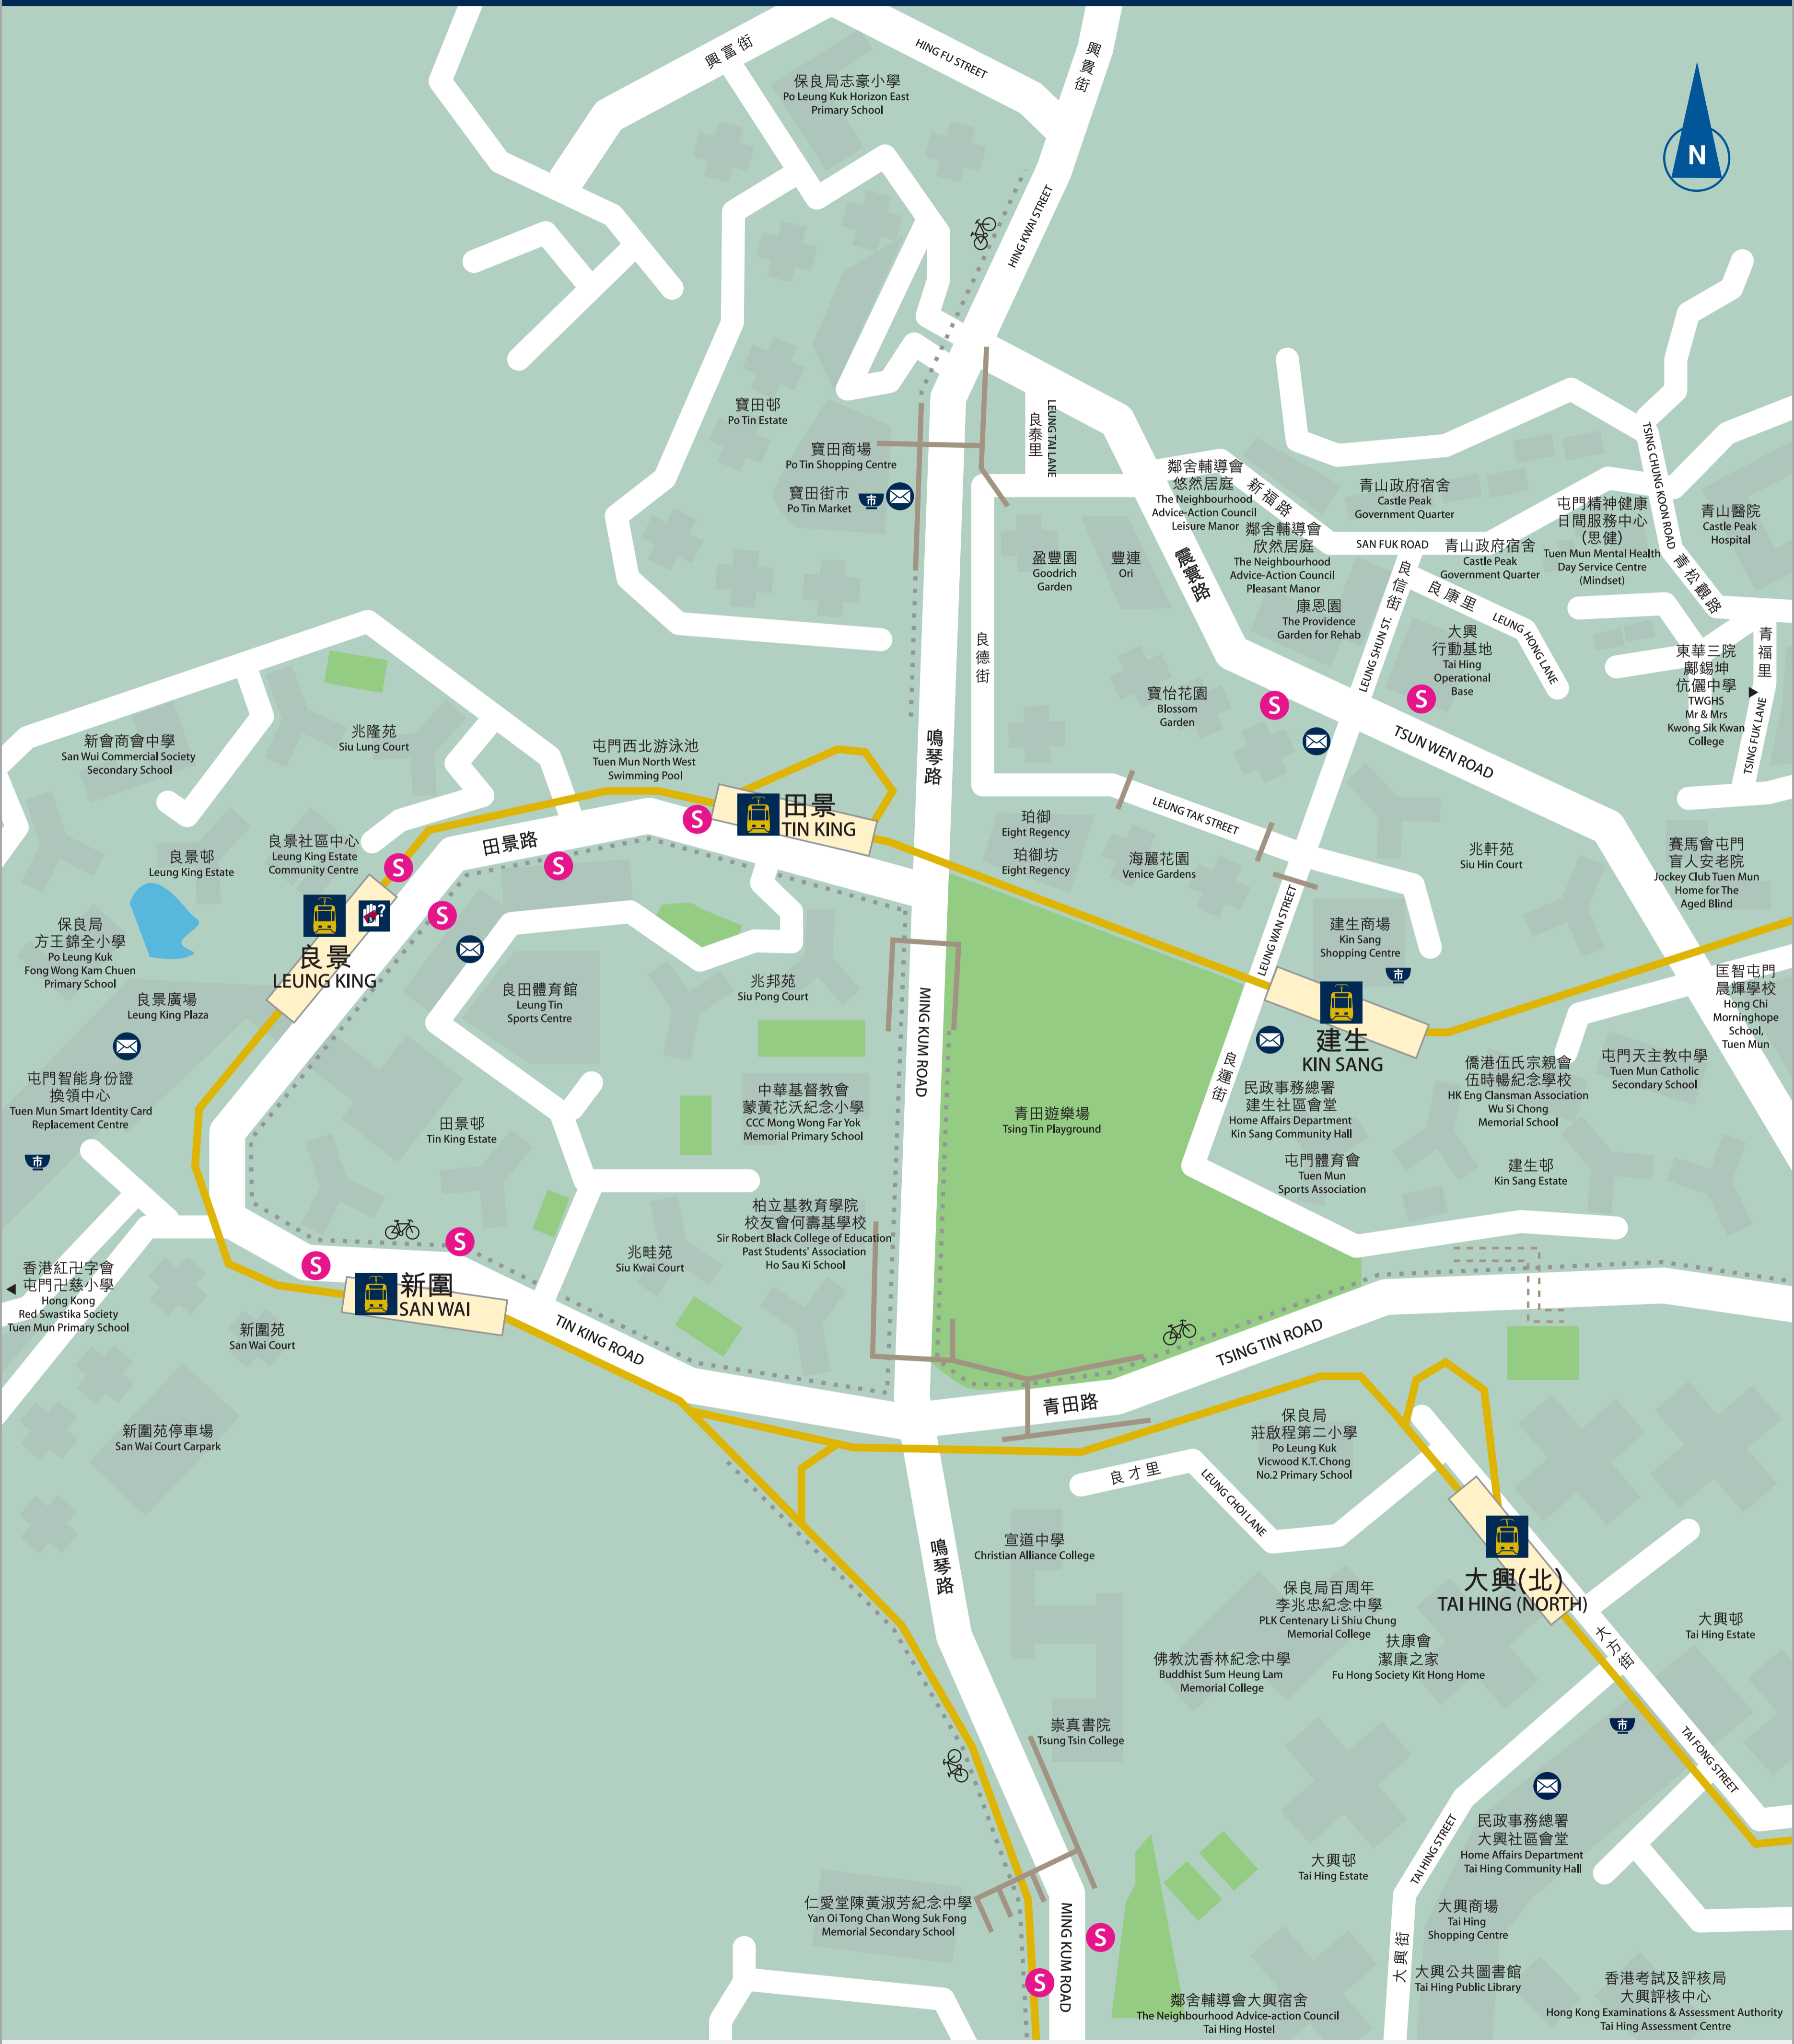 興富街
HING FU STREET
興貴街
保良局志豪小學
Po Leung Kuk Horizon East
Primary School
N
HING KWAI STREET
寶田邨
Po Tin Estate
寶田商場
Po Tin Shopping Centre
寶田街市
Po Tin Market
市
良泰里
LEUNG TAI LANE
鄰舍輔導會
悠然居庭
The Neighbourhood
Advice-Action Council
Leisure Manor
新福路
鄰舍輔導會
欣然居庭
The Neighbourhood
Advice-Action Council
Pleasant Manor
康恩園
The Providence
Garden for Rehab
青山政府宿舍
Castle Peak
Government Quarter
SAN FUK ROAD
青山政府宿舍
Castle Peak
Government Quarter
屯門精神健康
日間服務中心
(思健)
Tuen Mun Mental Health
Day Service Centre
(Mindset)
TSING CHUNG KOON ROAD
青松觀路
青山醫院
Castle Peak
Hospital
盈豐園
Goodrich
Garden
豐連
Ori
震寰路
良信街
LEUNG SHUN ST.
良康里
LEUNG HONG LANE
大興
行動基地
Tai Hing
Operational
Base
東華三院
鄺錫坤
伉儷中學
TWGHS
Mr & Mrs
Kwong Sik Kwan
College
青福里
TSING FUK LANE
良德街
寶怡花園
Blossom
Garden
S
S
TSUN WEN ROAD
新會商會中學
San Wui Commercial Society
Secondary School
兆隆苑
Siu Lung Court
屯門西北游泳池
Tuen Mun North West
Swimming Pool
鳴琴路
田景
TIN KING
S
田景路
S
良景社區中心
Leung King Estate
Community Centre
S
良景邨
Leung King Estate
S
?
良景
LEUNG KING
保良局
方王錦全小學
Po Leung Kuk
Fong Wong Kam Chuen
Primary School
良景廣場
Leung King Plaza
屯門智能身份證
換領中心
Tuen Mun Smart Identity Card
Replacement Centre
市
LEUNG TAK STREET
珀御
Eight Regency
珀御坊
Eight Regency
海麗花園
Venice Gardens
兆軒苑
Siu Hin Court
賽馬會屯門
盲人安老院
Jockey Club Tuen Mun
Home for The
Aged Blind
LEUNG WAN STREET
建生商場
Kin Sang
Shopping Centre
市
匡智屯門
晨輝學校
Hong Chi
Morninghope
School,
Tuen Mun
良田體育館
Leung Tin
Sports Centre
兆邦苑
Siu Pong Court
MING KUM ROAD
建生
KIN SANG
良運街
民政事務總署
建生社區會堂
Home Affairs Department
Kin Sang Community Hall
屯門體育會
Tuen Mun
Sports Association
僑港伍氏宗親會
伍時暢紀念學校
HK Eng Clansman Association
Wu Si Chong
Memorial School
屯門天主教中學
Tuen Mun Catholic
Secondary School
建生邨
Kin Sang Estate
中華基督教會
蒙黃花沃紀念小學
CCC Mong Wong Far Yok
Memorial Primary School
青田遊樂場
Tsing Tin Playground
田景邨
Tin King Estate
柏立基教育學院
校友會何壽基學校
Sir Robert Black College of Education
Past Students' Association
Ho Sau Ki School
兆畦苑
Siu Kwai Court
S
S
香港紅卍字會
屯門卍慈小學
Hong Kong
Red Swastika Society
Tuen Mun Primary School
新圍
SAN WAI
新圍苑
San Wai Court
TIN KING ROAD
TSING TIN ROAD
青田路
新圍苑停車場
San Wai Court Carpark
保良局
莊啟程第二小學
Po Leung Kuk
Vicwood K.T. Chong
No.2 Primary School
良才里
LEUNG CHOI LANE
鳴琴路
宣道中學
Christian Alliance College
大興(北)
TAI HING (NORTH)
保良局百周年
李兆忠紀念中學
PLK Centenary Li Shiu Chung
Memorial College
扶康會
潔康之家
Fu Hong Society Kit Hong Home
佛教沈香林紀念中學
Buddhist Sum Heung Lam
Memorial College
大方街
大興邨
Tai Hing Estate
市
崇真書院
Tsung Tsin College
TAI FONG STREET
民政事務總署
大興社區會堂
Home Affairs Department
Tai Hing Community Hall
TAI HING STREET
大興邨
Tai Hing Estate
仁愛堂陳黃淑芳紀念中學
Yan Oi Tong Chan Wong Suk Fong
Memorial Secondary School
大興商場
Tai Hing
Shopping Centre
S
S
MING KUM ROAD
大興街
大興公共圖書館
Tai Hing Public Library
鄰舍輔導會大興宿舍
The Neighbourhood Advice-action Council
Tai Hing Hostel
香港考試及評核局
大興評核中心
Hong Kong Examinations & Assessment Authority
Tai Hing Assessment Centre